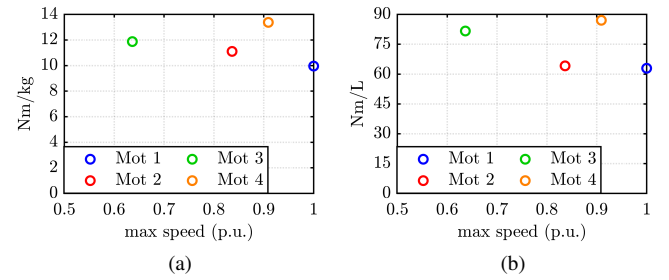 14
12
10
8
6
4
2
0
Nm/kg
Mot 1 Mot 3
Mot 2 Mot 4
0.5 0.6 0.7 0.8 0.9 1
max speed (p.u.)
(a)
90
75
60
45
30
15
0
Nm/L
Mot 1 Mot 3
Mot 2 Mot 4
0.5 0.6 0.7 0.8 0.9 1
max speed (p.u.)
(b)